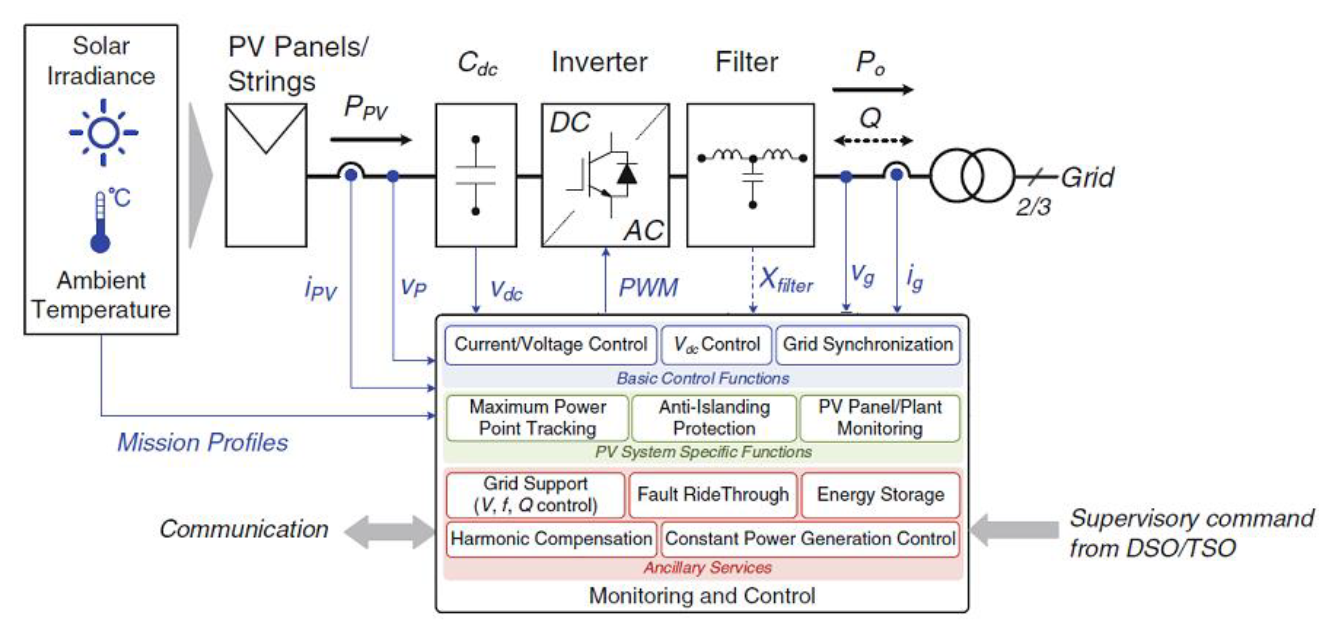 Solar
Irradiance
°C
Ambient
Temperature
PV Panels/
Strings
P_PV
C_dc
Inverter
DC
AC
Filter
P_o
Q
Grid
2/3
i_PV
v_P
v_dc
PWM
X_filter
v_g
i_g
Mission Profiles
Current/Voltage Control
V_dc Control
Grid Synchronization
Basic Control Functions
Maximum Power
Point Tracking
Anti-Islanding
Protection
PV Panel/Plant
Monitoring
PV System Specific Functions
Grid Support
(V, f, Q control)
Fault RideThrough
Energy Storage
Harmonic Compensation
Constant Power Generation Control
Ancillary Services
Monitoring and Control
Communication
Supervisory command
from DSO/TSO